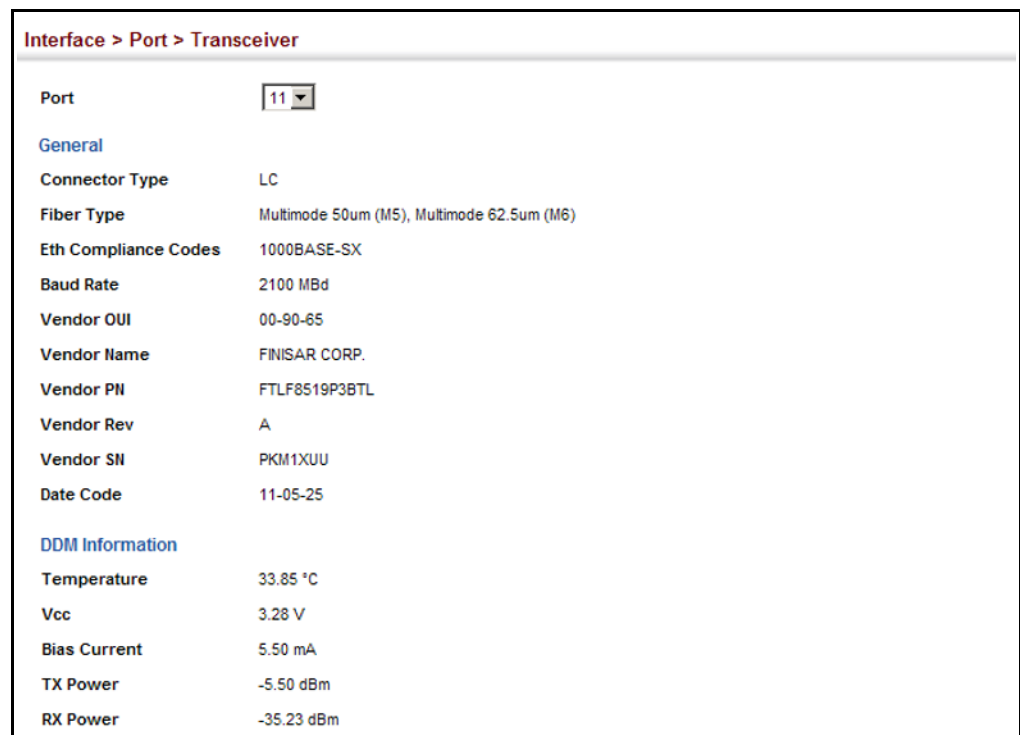 Interface > Port > Transceiver
Port 11
General
Connector Type LC
Fiber Type Multimode 50um (M5), Multimode 62.5um (M6)
Eth Compliance Codes 1000BASE-SX
Baud Rate 2100 MBd
Vendor OUI 00-90-65
Vendor Name FINISAR CORP.
Vendor PN FTLF8519P3BTL
Vendor Rev A
Vendor SN PKM1XUU
Date Code 11-05-25
DDM Information
Temperature 33.85 °C
Vcc 3.28 V
Bias Current 5.50 mA
TX Power -5.50 dBm
RX Power -35.23 dBm